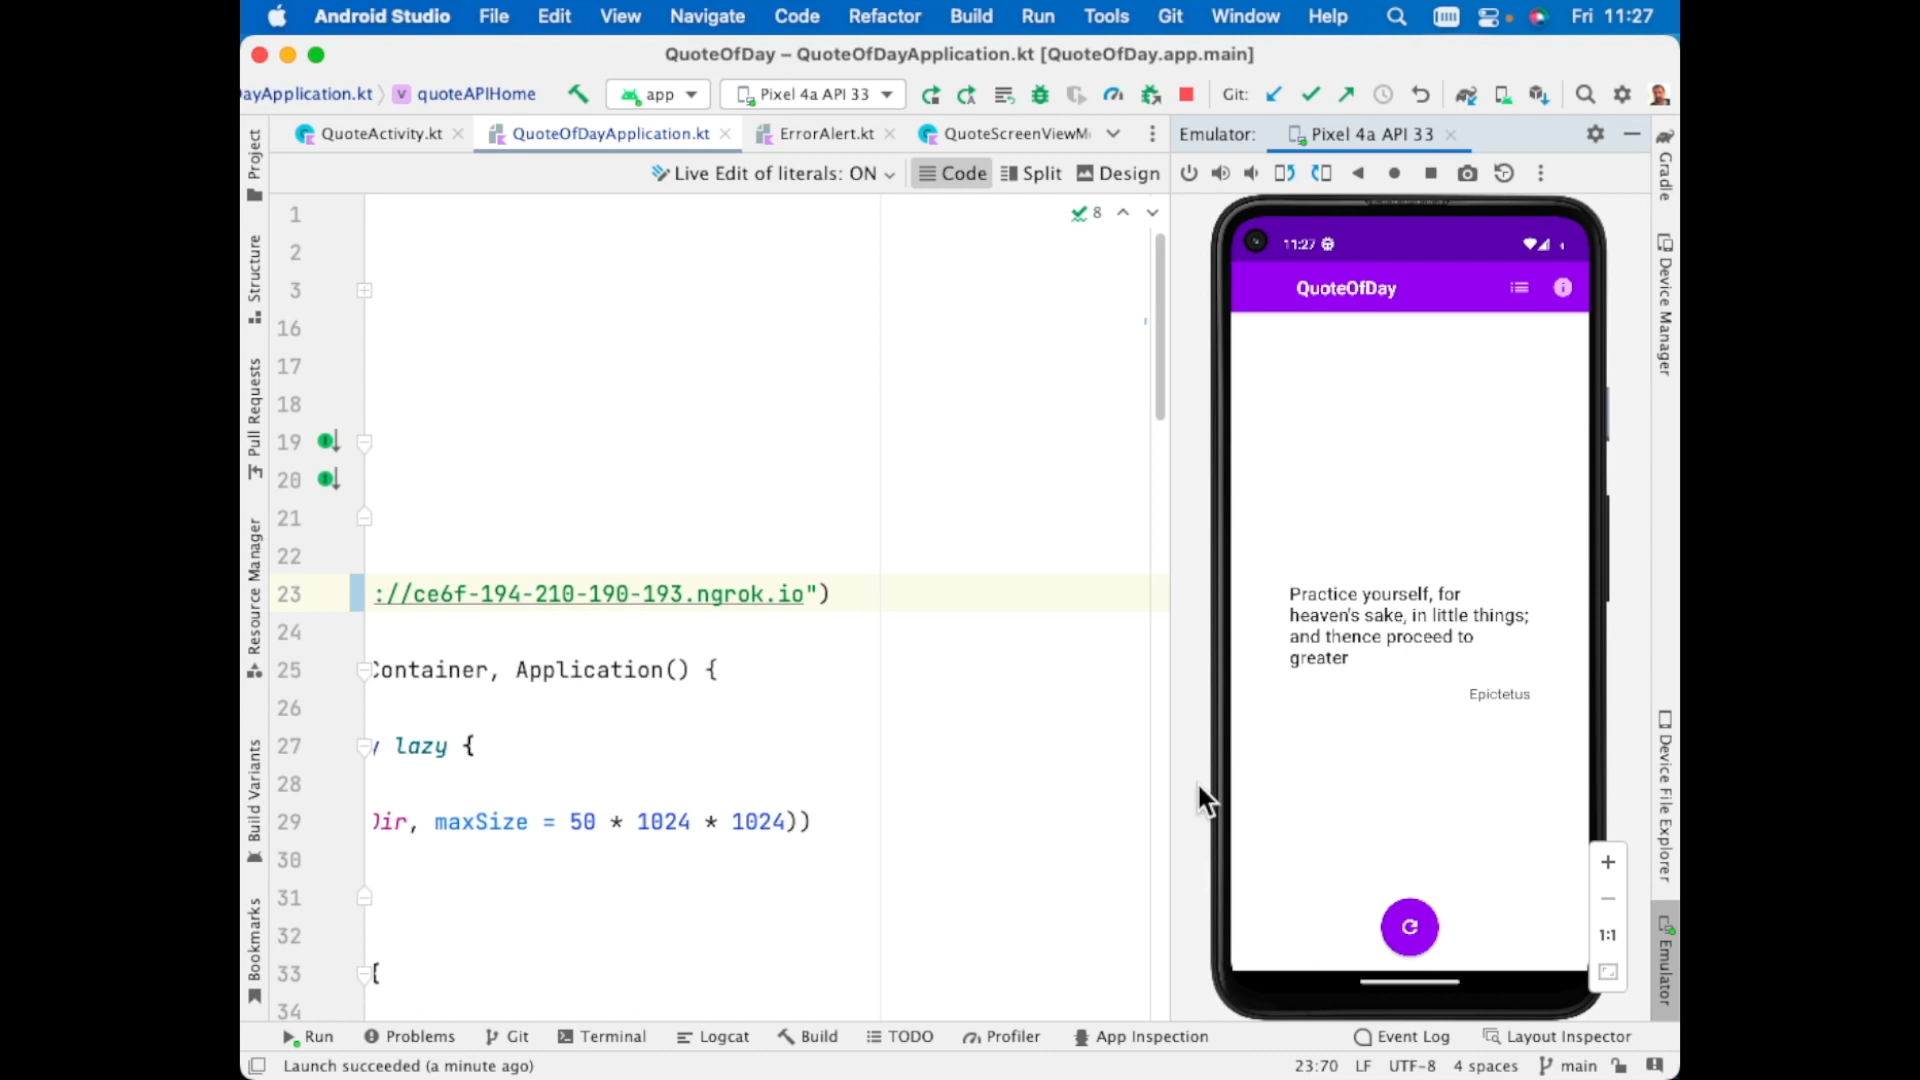 Android Studio File Edit View Navigate Code Refactor Build Run Tools Git Window Help Fri 11:27
QuoteOfDay – QuoteOfDayApplication.kt [QuoteOfDay.app.main]
DayApplication.kt quoteAPIHome app Pixel 4a API 33 Git:
QuoteActivity.kt QuoteOfDayApplication.kt ErrorAlert.kt QuoteScreenViewM Emulator: Pixel 4a API 33
Live Edit of literals: ON Code Split Design
8
1
2
3
16
17
18
19
20
21
22
23 ://ce6f-194-210-190-193.ngrok.io")
24
25 Container, Application() {
26
27 y lazy {
28
29 Dir, maxSize = 50 * 1024 * 1024))
30
31
32
33 {
34
Project
Structure
Pull Requests
Resource Manager
Build Variants
Bookmarks
11:27
QuoteOfDay
Practice yourself, for
heaven's sake, in little things;
and thence proceed to
greater
Epictetus
1:1
Gradle
Device Manager
Device File Explorer
Emulator
Run Problems Git Terminal Logcat Build TODO Profiler App Inspection Event Log Layout Inspector
Launch succeeded (a minute ago) 23:70 LF UTF-8 4 spaces main